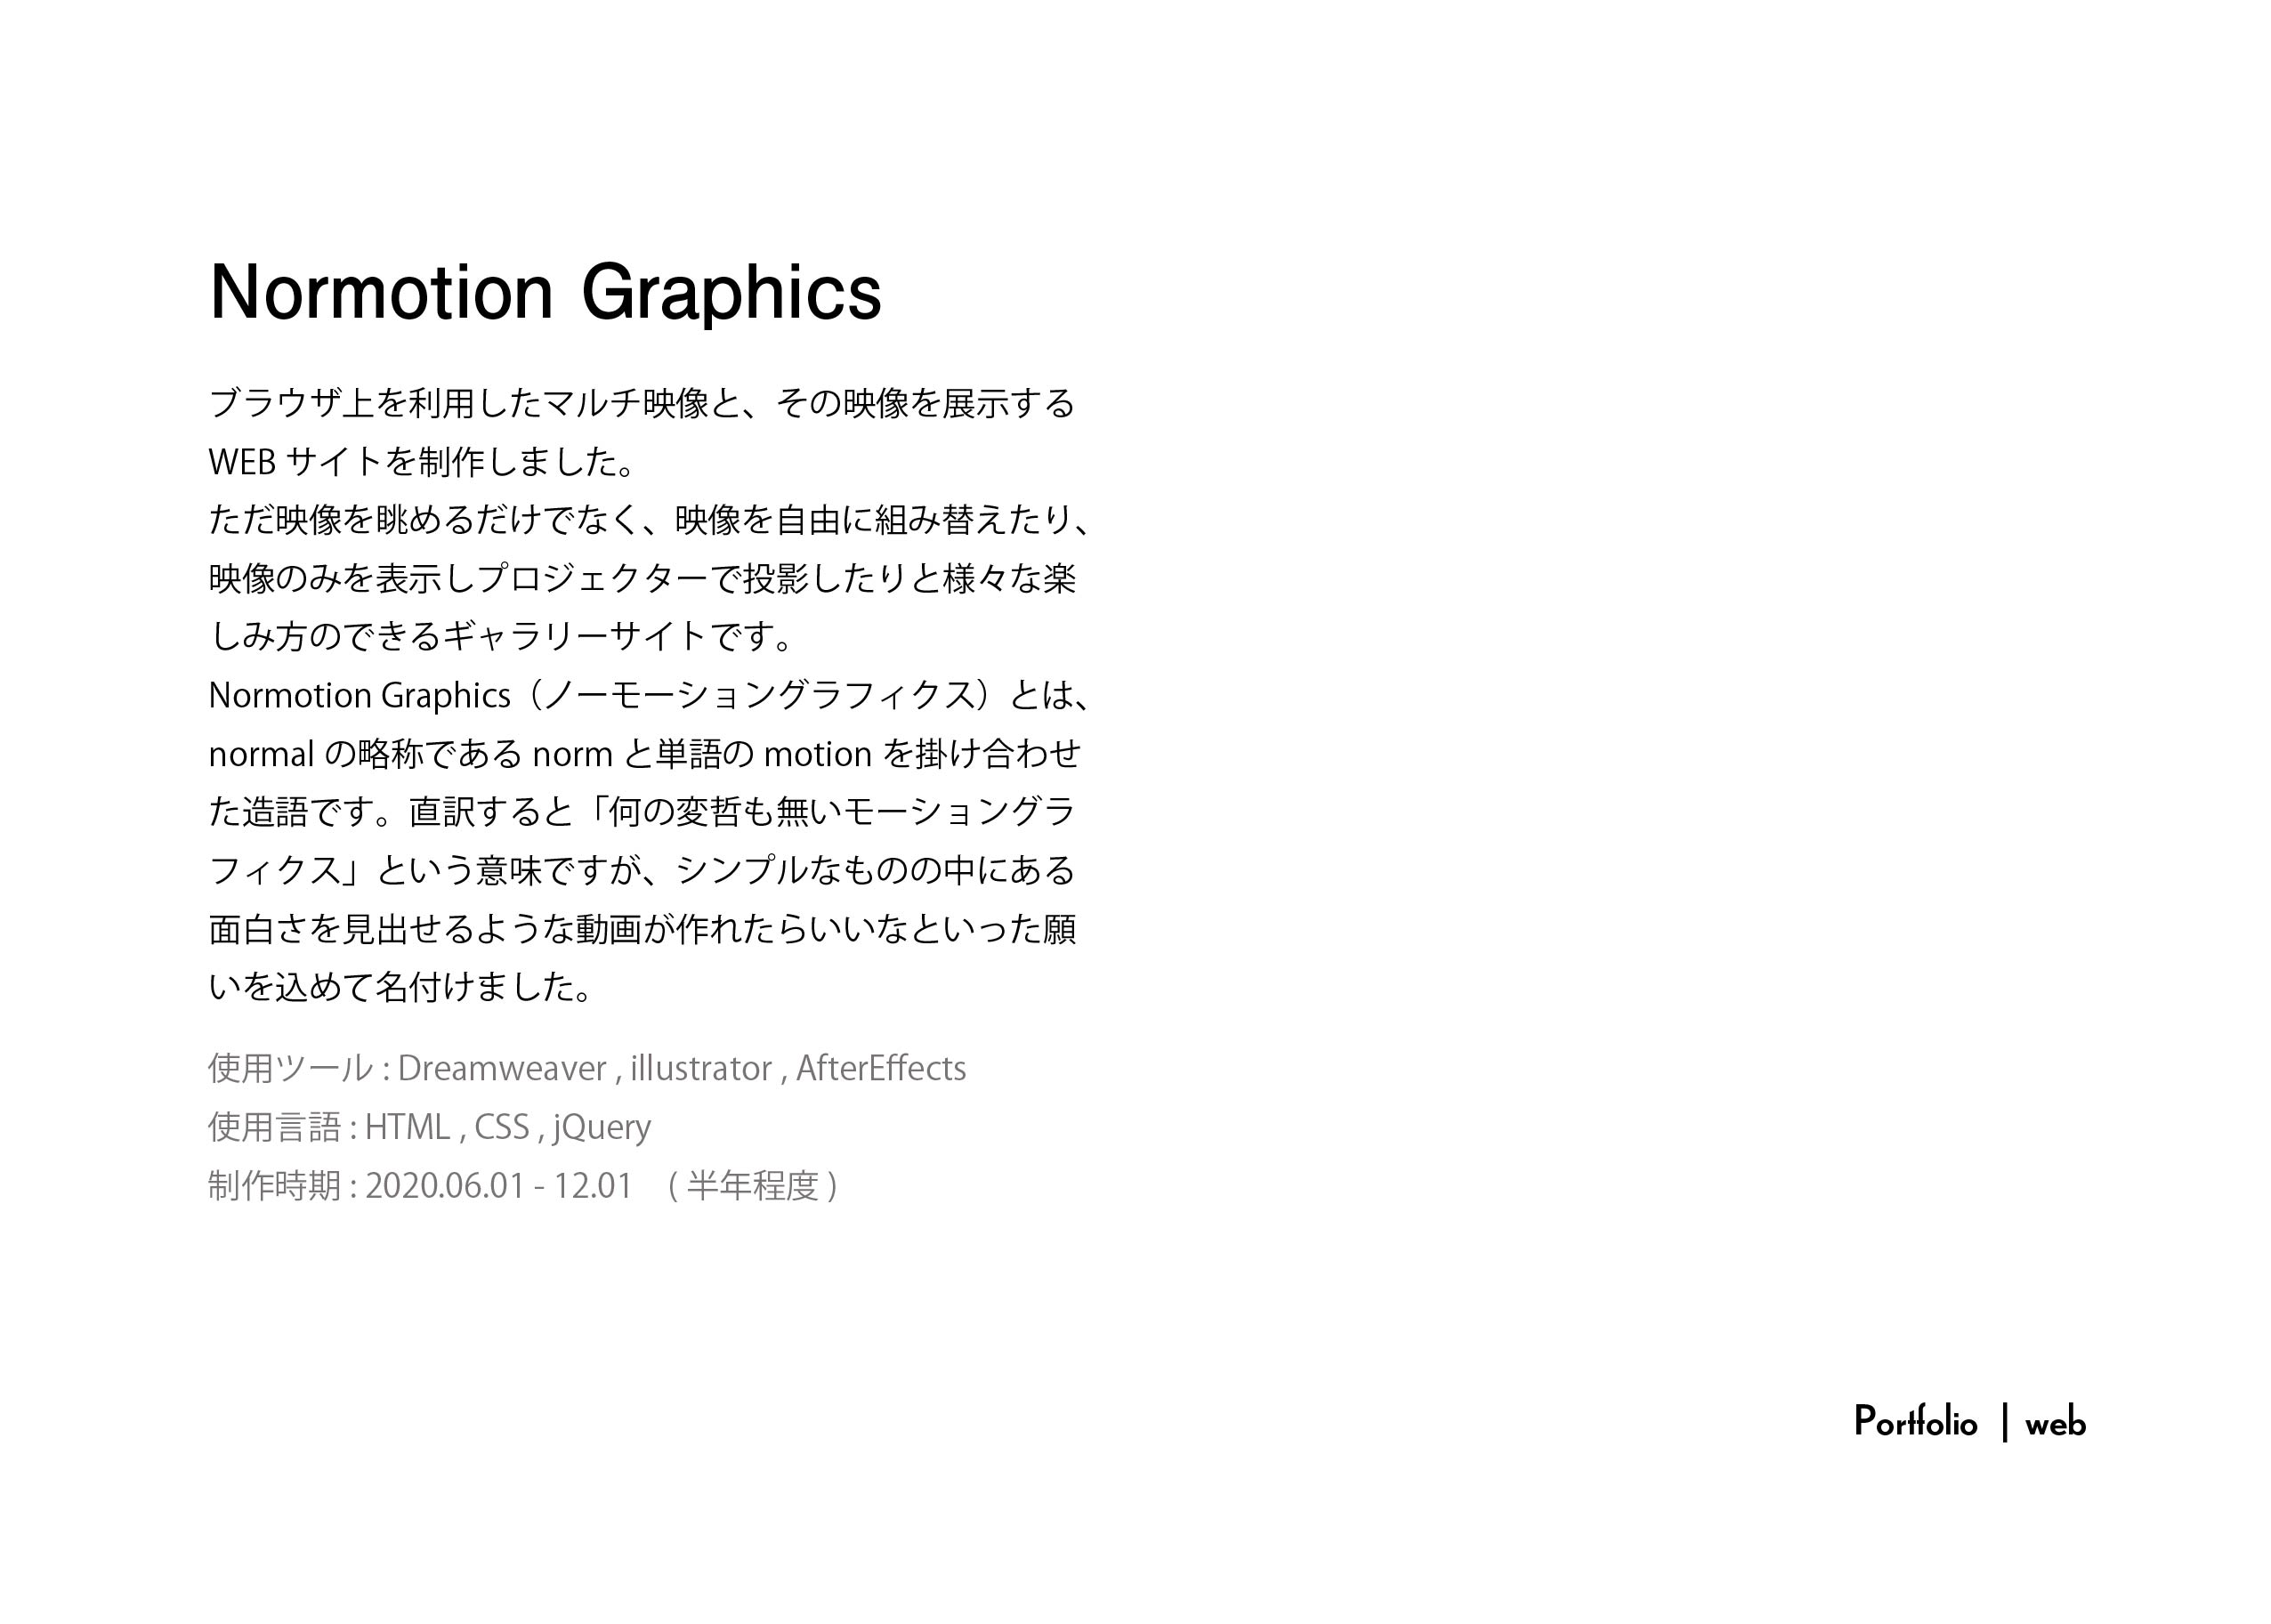 Normotion Graphics
ブラウザ上を利用したマルチ映像と、その映像を展示する
WEB サイトを制作しました。
ただ映像を眺めるだけでなく、映像を自由に組み替えたり、
映像のみを表示しプロジェクターで投影したりと様々な楽
しみ方のできるギャラリーサイトです。
Normotion Graphics（ノーモーショングラフィクス）とは、
normal の略称である norm と単語の motion を掛け合わせ
た造語です。直訳すると「何の変哲も無いモーショングラ
フィクス」という意味ですが、シンプルなものの中にある
面白さを見出せるような動画が作れたらいいなといった願
いを込めて名付けました。
使用ツール : Dreamweaver , illustrator , AfterEffects
使用言語 : HTML , CSS , jQuery
制作時期 : 2020.06.01 - 12.01　( 半年程度 )
Portfolio | web